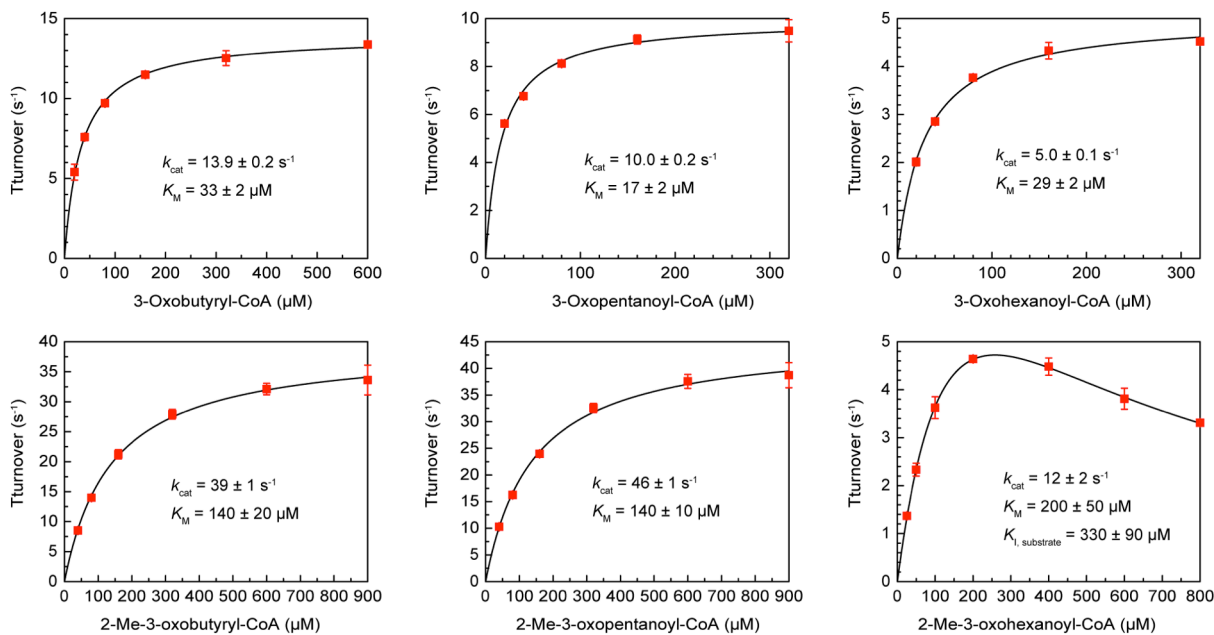 15
10
5
0
Tturnover (s⁻¹)
kcat = 13.9 ± 0.2 s⁻¹
KM = 33 ± 2 µM
0 100 200 300 400 500 600
3-Oxobutyryl-CoA (µM)
10
8
6
4
2
0
Tturnover (s⁻¹)
kcat = 10.0 ± 0.2 s⁻¹
KM = 17 ± 2 µM
0 100 200 300
3-Oxopentanoyl-CoA (µM)
5
4
3
2
1
0
Tturnover (s⁻¹)
kcat = 5.0 ± 0.1 s⁻¹
KM = 29 ± 2 µM
0 100 200 300
3-Oxohexanoyl-CoA (µM)
40
35
30
25
20
15
10
5
0
Tturnover (s⁻¹)
kcat = 39 ± 1 s⁻¹
KM = 140 ± 20 µM
0 100 200 300 400 500 600 700 800 900
2-Me-3-oxobutyryl-CoA (µM)
45
40
35
30
25
20
15
10
5
0
Tturnover (s⁻¹)
kcat = 46 ± 1 s⁻¹
KM = 140 ± 10 µM
0 100 200 300 400 500 600 700 800 900
2-Me-3-oxopentanoyl-CoA (µM)
5
4
3
2
1
0
Tturnover (s⁻¹)
kcat = 12 ± 2 s⁻¹
KM = 200 ± 50 µM
KI, substrate = 330 ± 90 µM
0 100 200 300 400 500 600 700 800
2-Me-3-oxohexanoyl-CoA (µM)